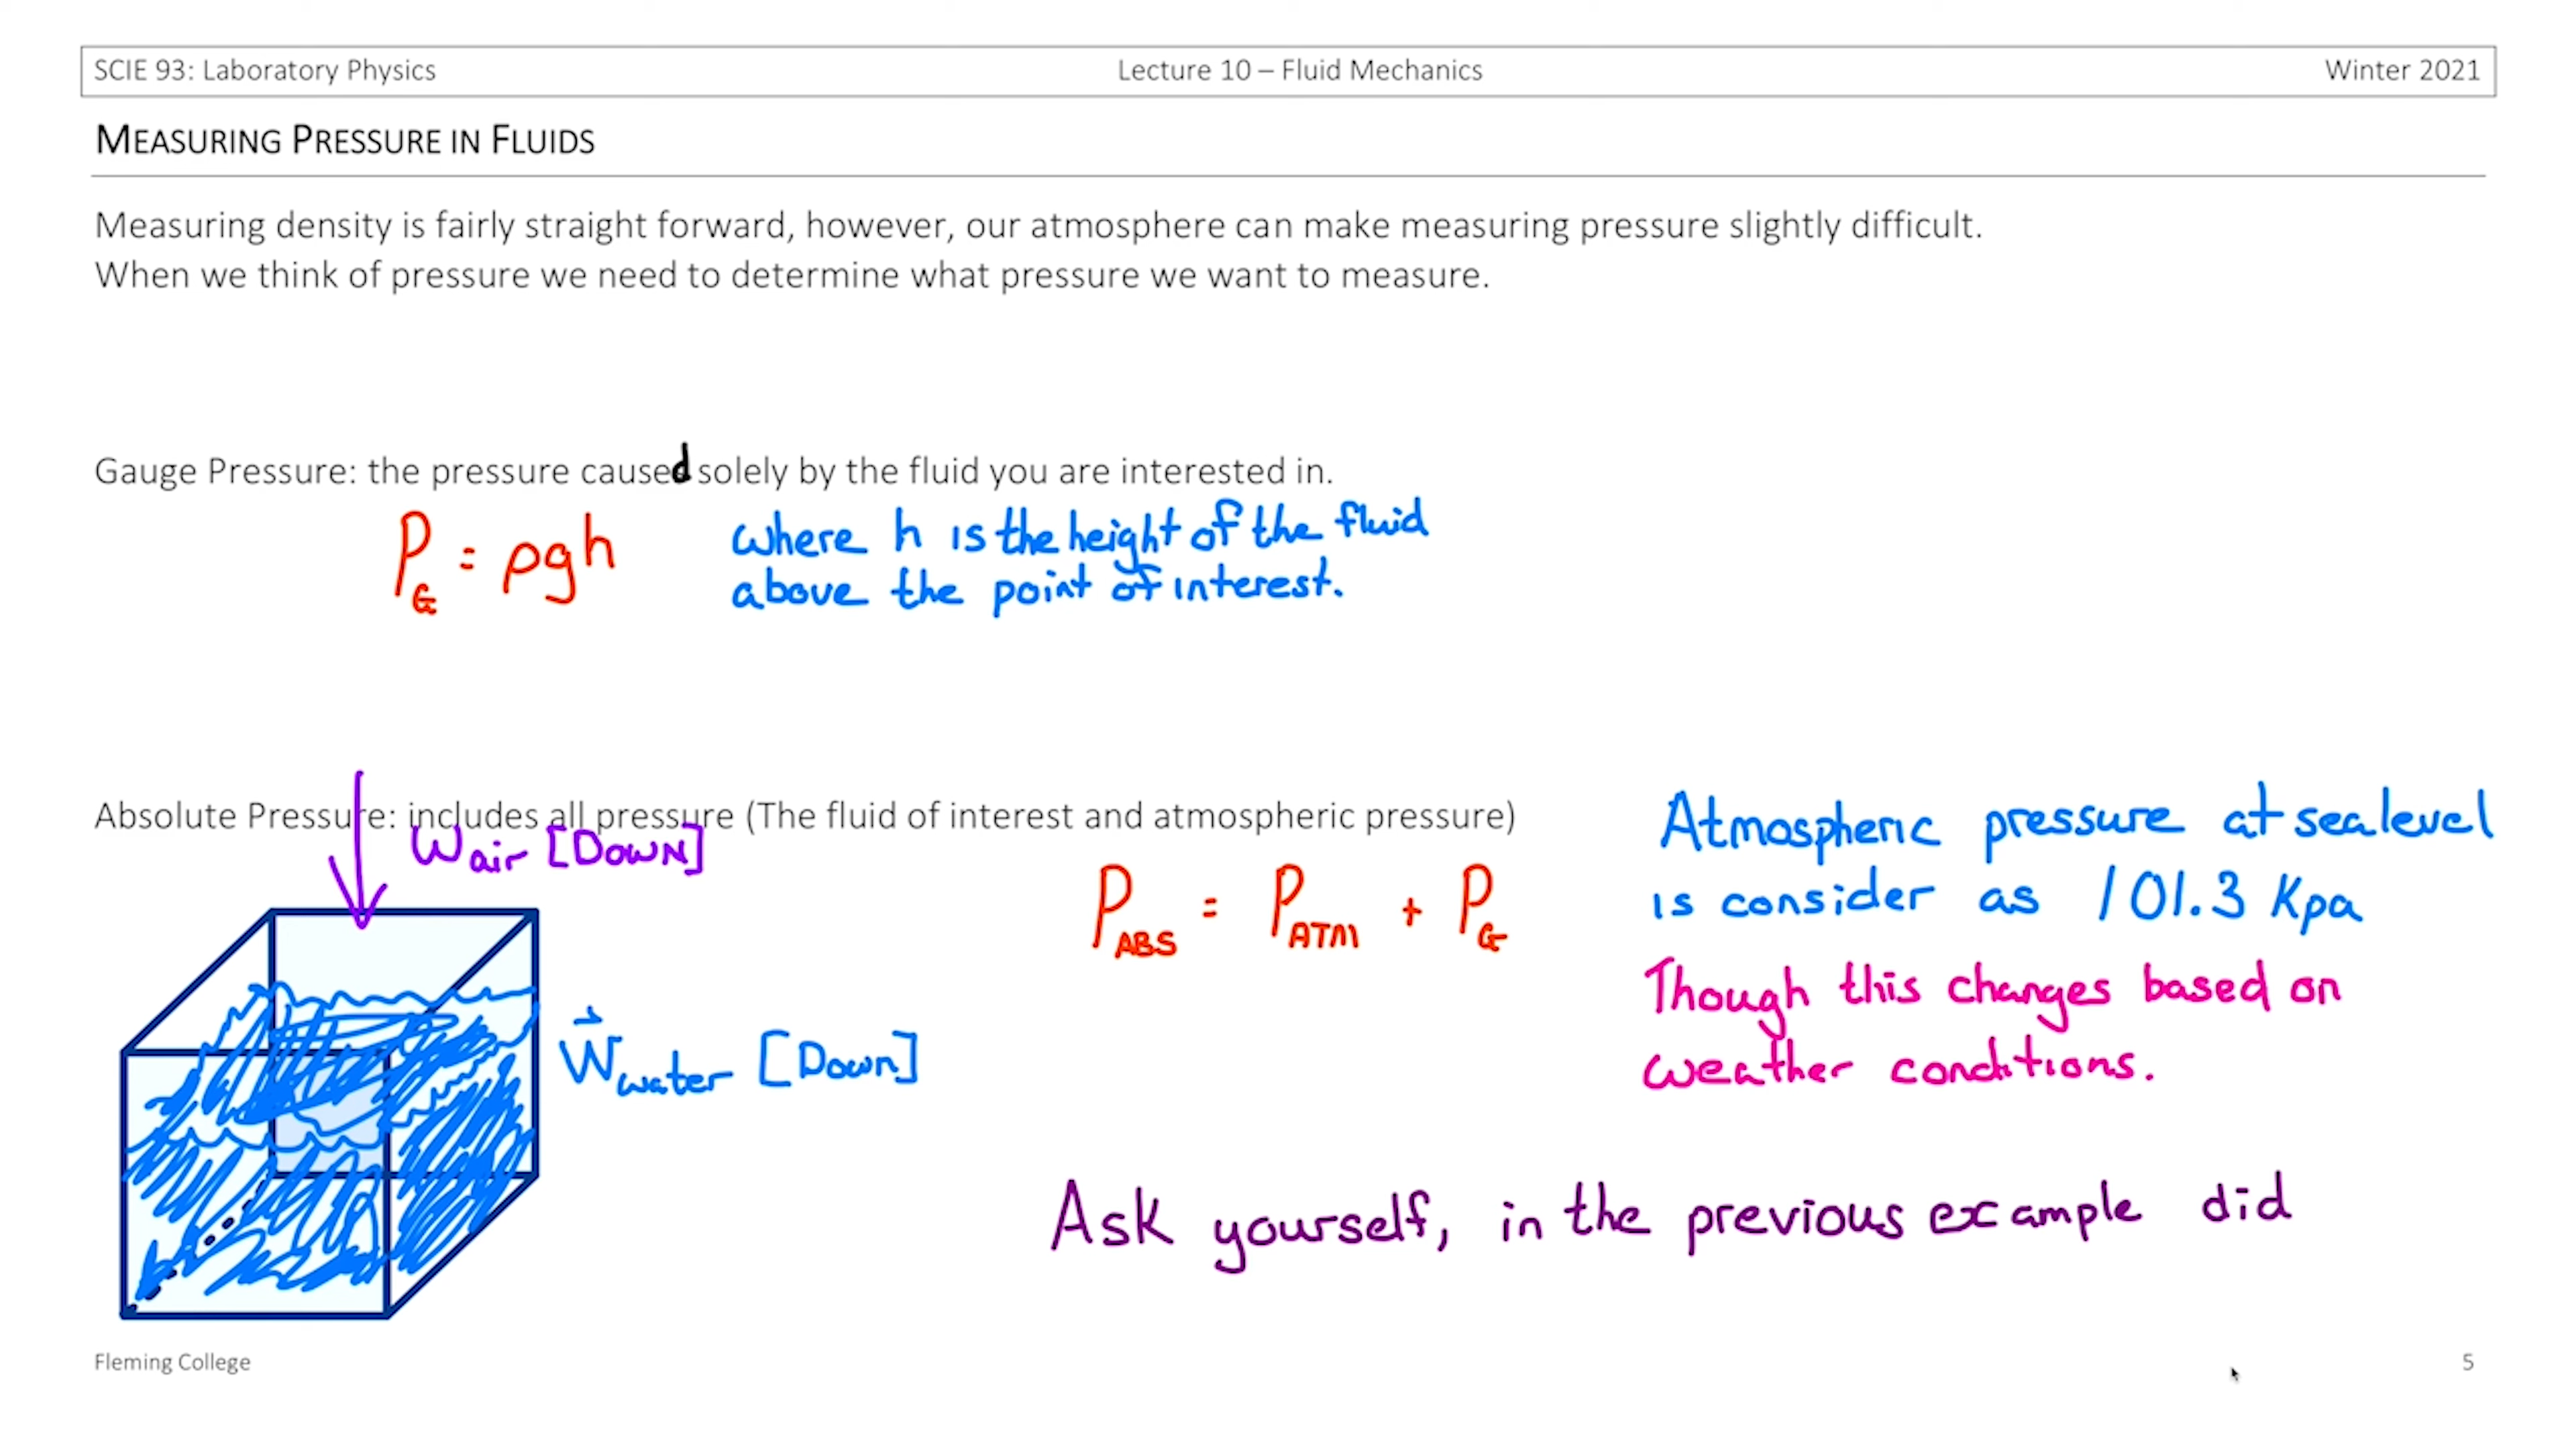 SCIE 93: Laboratory Physics
Lecture 10 – Fluid Mechanics
Winter 2021
MEASURING PRESSURE IN FLUIDS
Measuring density is fairly straight forward, however, our atmosphere can make measuring pressure slightly difficult.
When we think of pressure we need to determine what pressure we want to measure.
Gauge Pressure: the pressure caused solely by the fluid you are interested in.
P_G = ρgh
where h is the height of the fluid
above the point of interest.
Absolute Pressure: includes all pressure (The fluid of interest and atmospheric pressure)
W air [DOWN]
P_ABS = P_ATM + P_G
Atmospheric pressure at sea level
is consider as 101.3 Kpa
Though this changes based on
weather conditions.
W⃗ water [Down]
Ask yourself, in the previous example did
Fleming College
5